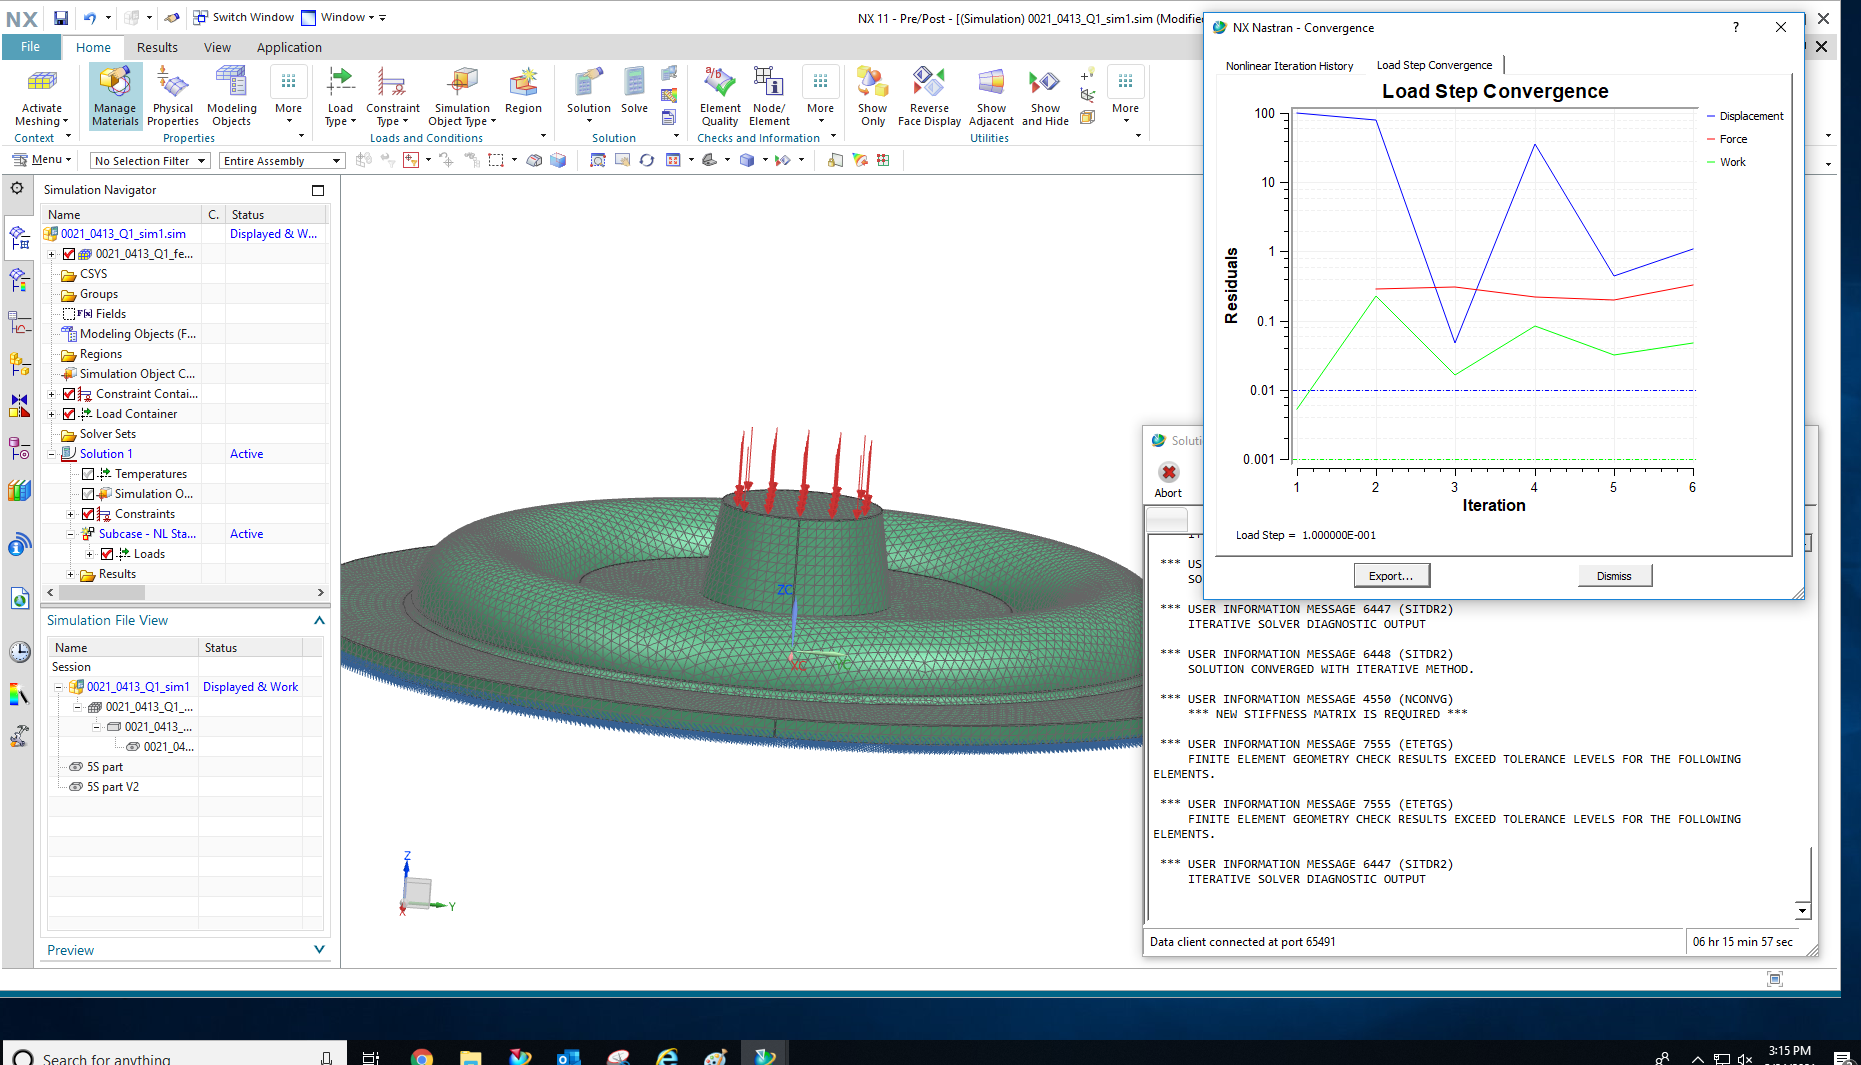 NX
Switch Window
Window
NX 11 - Pre/Post - [(Simulation) 0021_0413_Q1_sim1.sim (Modifie
File
Home
Results
View
Application
Activate Meshing
Manage Materials
Physical Properties
Modeling Objects
More
Load Type
Constraint Type
Simulation Object Type
Region
Solution
Solve
Element Quality
Node/ Element
More
Show Only
Reverse Face Display
Show Adjacent
Show and Hide
More
Context
Properties
Loads and Conditions
Solution
Checks and Information
Utilities
Menu
No Selection Filter
Entire Assembly
Simulation Navigator
Name C. Status
0021_0413_Q1_sim1.sim Displayed & W...
0021_0413_Q1_fe...
CSYS
Groups
Fields
Modeling Objects (F...
Regions
Simulation Object C...
Constraint Contai...
Load Container
Solver Sets
Solution 1 Active
Temperatures
Simulation O...
Constraints
Subcase - NL Sta... Active
Loads
Results
Simulation File View
Name Status
Session
0021_0413_Q1_sim1 Displayed & Work
0021_0413_Q1_...
0021_0413_...
0021_04...
5S part
5S part V2
Preview
ZC
Z
Y
X
NX Nastran - Convergence
?
Nonlinear Iteration History
Load Step Convergence
Load Step Convergence
Displacement
Force
Work
Residuals
100
10
1
0.1
0.01
0.001
1 2 3 4 5 6
Iteration
Load Step = 1.000000E-001
Export...
Dismiss
Soluti
Abort
*** US
SO
*** USER INFORMATION MESSAGE 6447 (SITDR2)
ITERATIVE SOLVER DIAGNOSTIC OUTPUT
*** USER INFORMATION MESSAGE 6448 (SITDR2)
SOLUTION CONVERGED WITH ITERATIVE METHOD.
*** USER INFORMATION MESSAGE 4550 (NCONVG)
*** NEW STIFFNESS MATRIX IS REQUIRED ***
*** USER INFORMATION MESSAGE 7555 (ETETGS)
FINITE ELEMENT GEOMETRY CHECK RESULTS EXCEED TOLERANCE LEVELS FOR THE FOLLOWING
ELEMENTS.
*** USER INFORMATION MESSAGE 7555 (ETETGS)
FINITE ELEMENT GEOMETRY CHECK RESULTS EXCEED TOLERANCE LEVELS FOR THE FOLLOWING
ELEMENTS.
*** USER INFORMATION MESSAGE 6447 (SITDR2)
ITERATIVE SOLVER DIAGNOSTIC OUTPUT
Data client connected at port 65491
06 hr 15 min 57 sec
Search for anything
3:15 PM